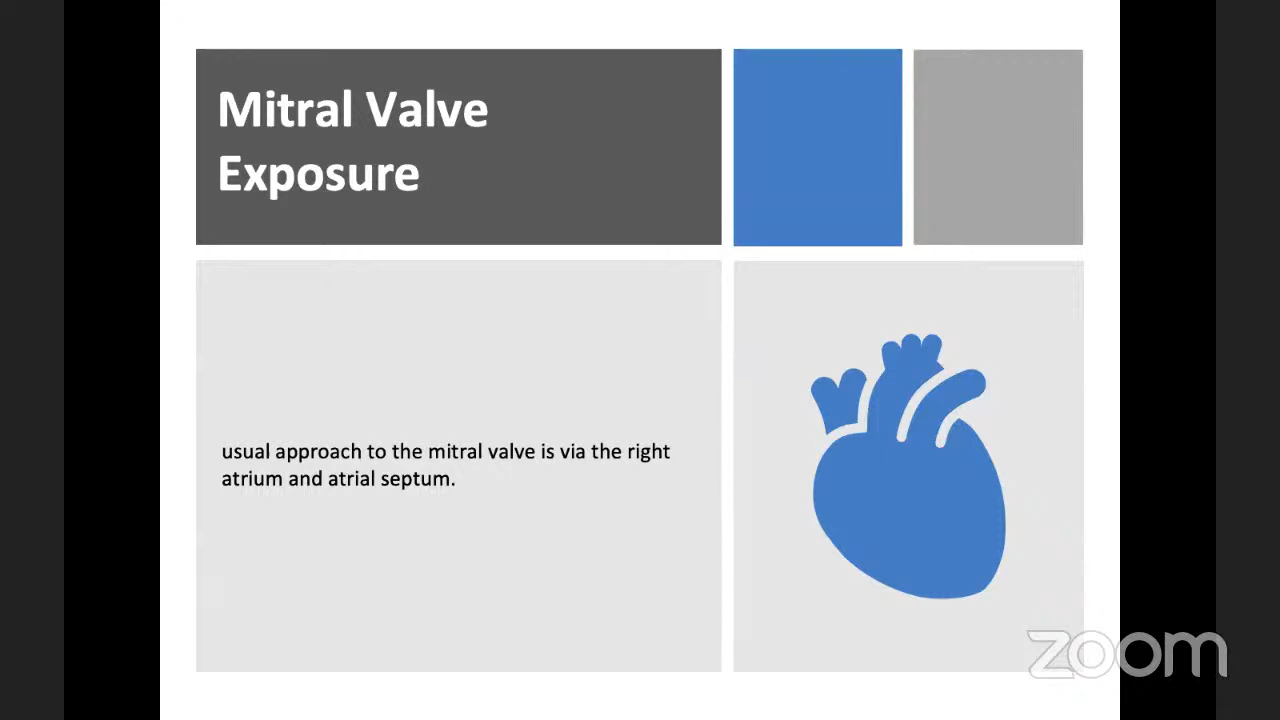 Mitral Valve
Exposure
usual approach to the mitral valve is via the right
atrium and atrial septum.
zoom